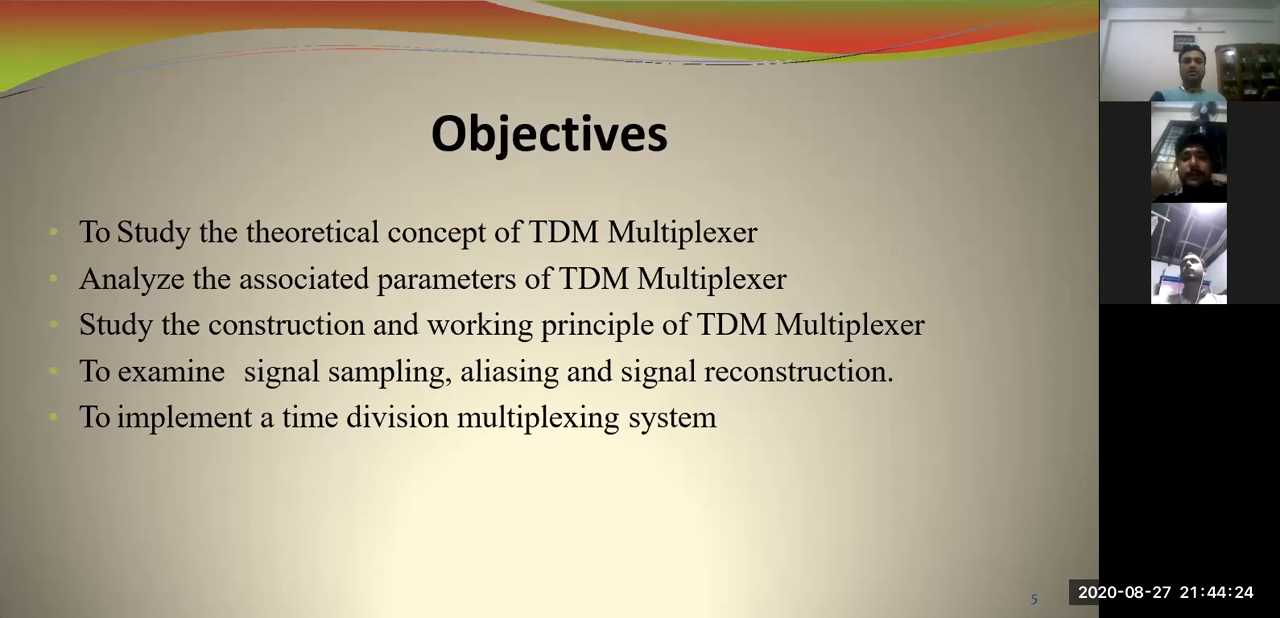 Objectives
• To Study the theoretical concept of TDM Multiplexer
• Analyze the associated parameters of TDM Multiplexer
• Study the construction and working principle of TDM Multiplexer
• To examine signal sampling, aliasing and signal reconstruction.
• To implement a time division multiplexing system
5
2020-08-27 21:44:24